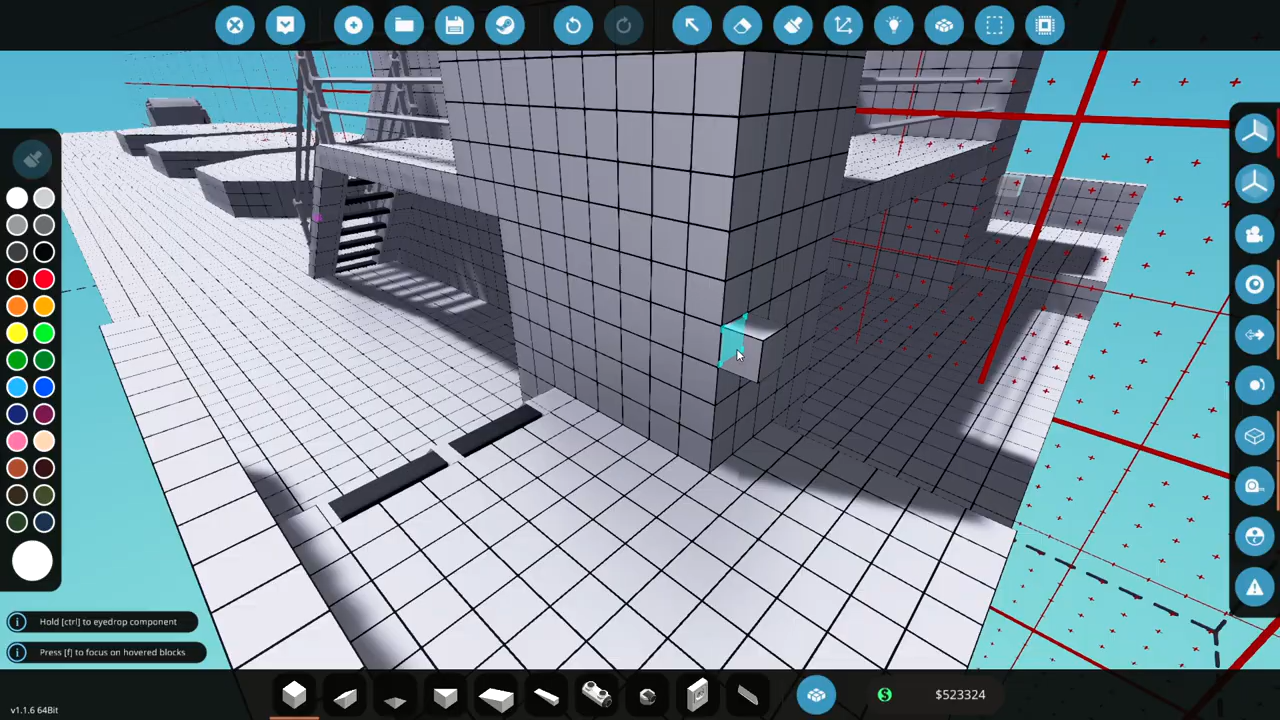 Hold [ctrl] to eyedrop component
Press [f] to focus on hovered blocks
v1.1.6 64Bit
$
$523324